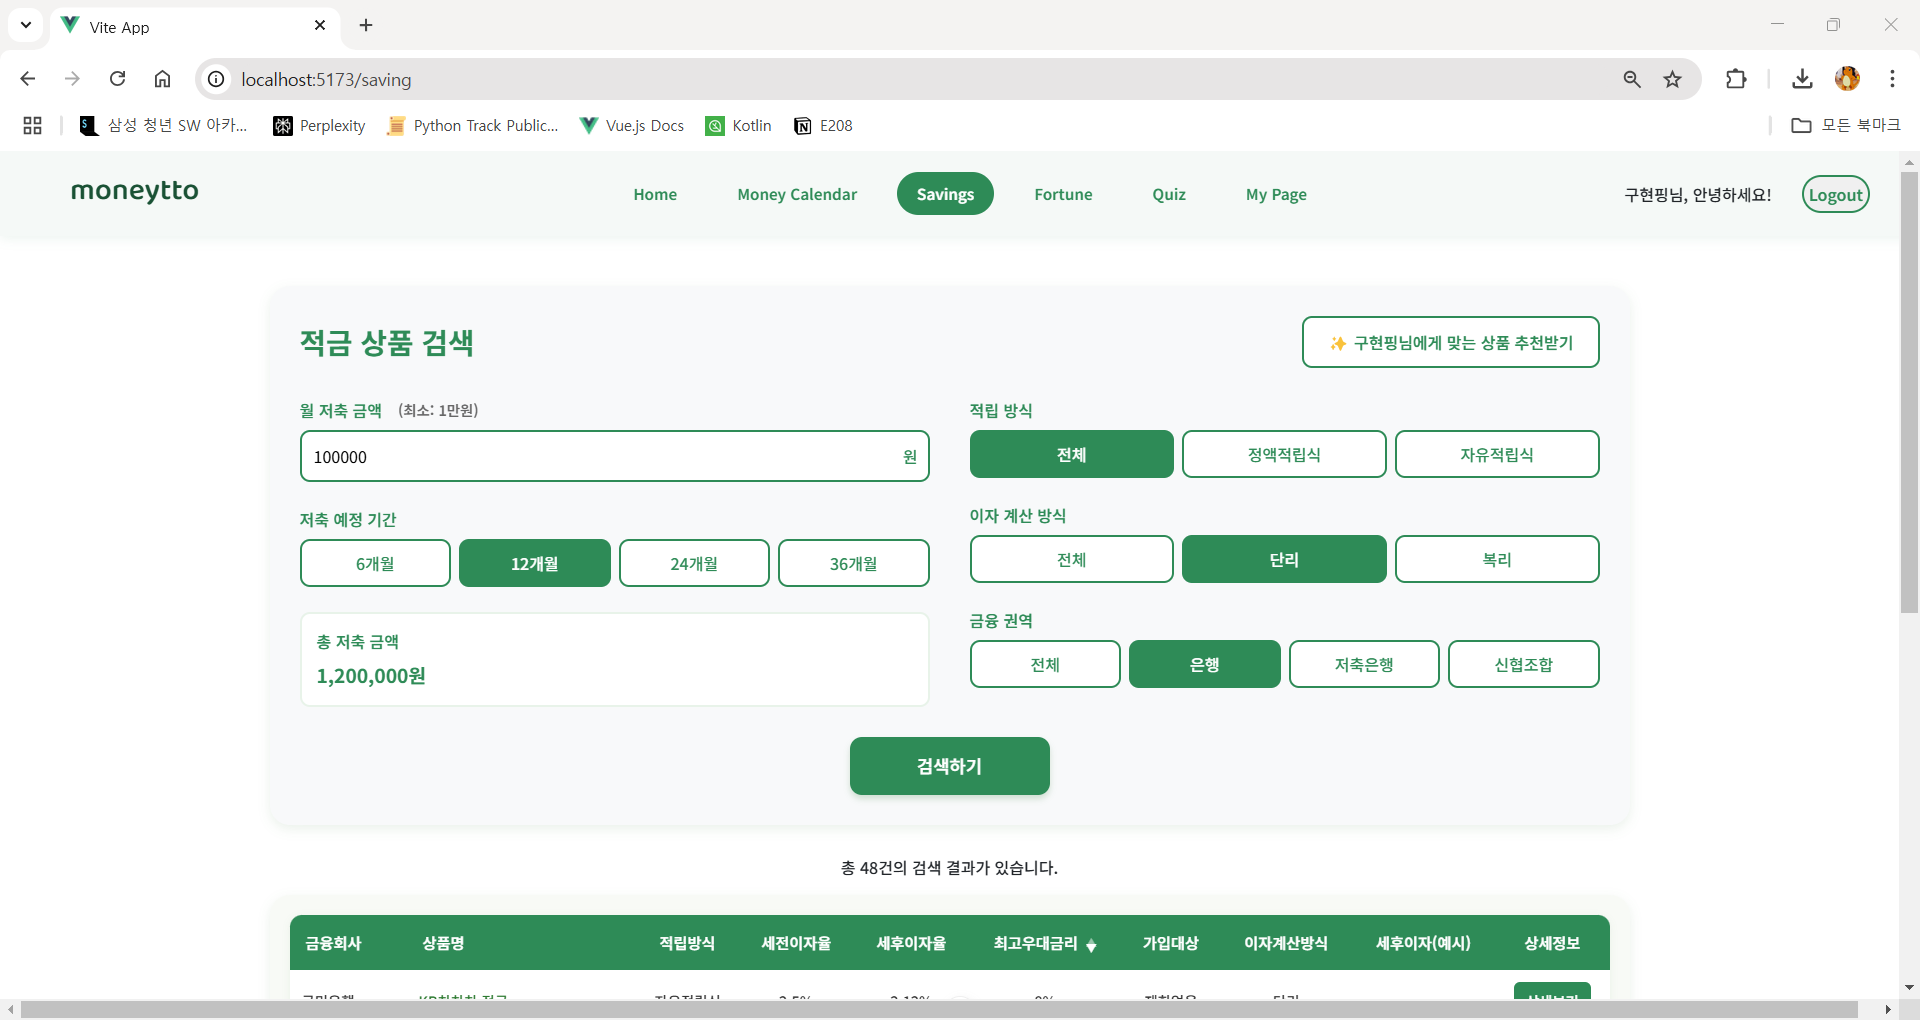 Vite App
localhost:5173/saving
삼성 청년 SW 아카...
Perplexity
Python Track Public...
Vue.js Docs
Kotlin
E208
모든 북마크
moneytto
Home
Money Calendar
Savings
Fortune
Quiz
My Page
구현핑님, 안녕하세요!
Logout
적금 상품 검색
✨ 구현핑님에게 맞는 상품 추천받기
월 저축 금액 (최소: 1만원)
100000 원
저축 예정 기간
6개월
12개월
24개월
36개월
총 저축 금액
1,200,000원
적립 방식
전체
정액적립식
자유적립식
이자 계산 방식
전체
단리
복리
금융 권역
전체
은행
저축은행
신협조합
검색하기
총 48건의 검색 결과가 있습니다.
금융회사 상품명 적립방식 세전이자율 세후이자율 최고우대금리 가입대상 이자계산방식 세후이자(예시) 상세정보